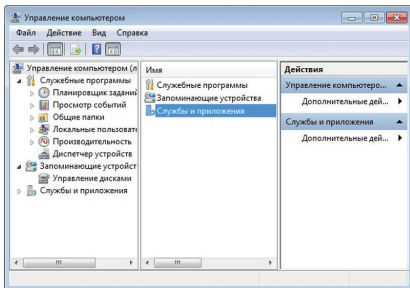 Управление компьютером
Файл Действие Вид Справка
Управление компьютером (л
Служебные программы
Планировщик заданий
Просмотр событий
Общие папки
Локальные пользовате
Производительность
Диспетчер устройств
Запоминающие устройст
Управление дисками
Службы и приложения
Имя
Служебные программы
Запоминающие устройства
Службы и приложения
Действия
Управление компьютеро...
Дополнительные дей...
Службы и приложения
Дополнительные дей...